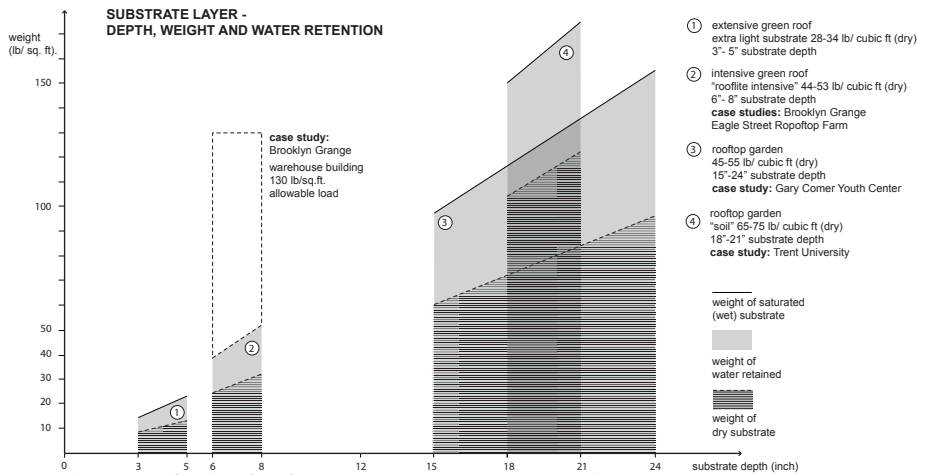 SUBSTRATE LAYER -
DEPTH, WEIGHT AND WATER RETENTION
weight
(lb/ sq. ft).
150
100
50
40
30
20
10
0
3
5
6
8
12
15
18
21
24
substrate depth (inch)
case study:
Brooklyn Grange
warehouse building
130 lb/sq.ft.
allowable load
1
2
3
4
1 extensive green roof
extra light substrate 28-34 lb/ cubic ft (dry)
3"- 5" substrate depth
2 intensive green roof
"rooflite intensive" 44-53 lb/ cubic ft (dry)
6"- 8" substrate depth
case studies: Brooklyn Grange
Eagle Street Ropoftop Farm
3 rooftop garden
45-55 lb/ cubic ft (dry)
15"-24" substrate depth
case study: Gary Comer Youth Center
4 rooftop garden
"soil" 65-75 lb/ cubic ft (dry)
18"-21" substrate depth
case study: Trent University
weight of saturated
(wet) substrate
weight of
water retained
weight of
dry substrate